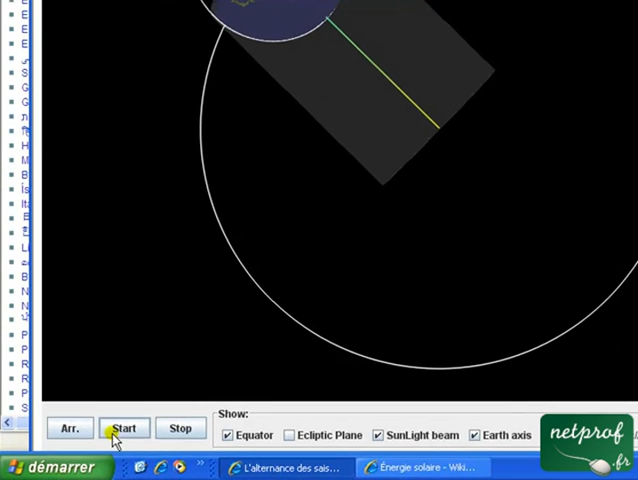 Arr.
Start
Stop
Show:
Equator
Ecliptic Plane
SunLight beam
Earth axis
netprof
.fr
démarrer
L'alternance des sais...
Énergie solaire - Wiki...